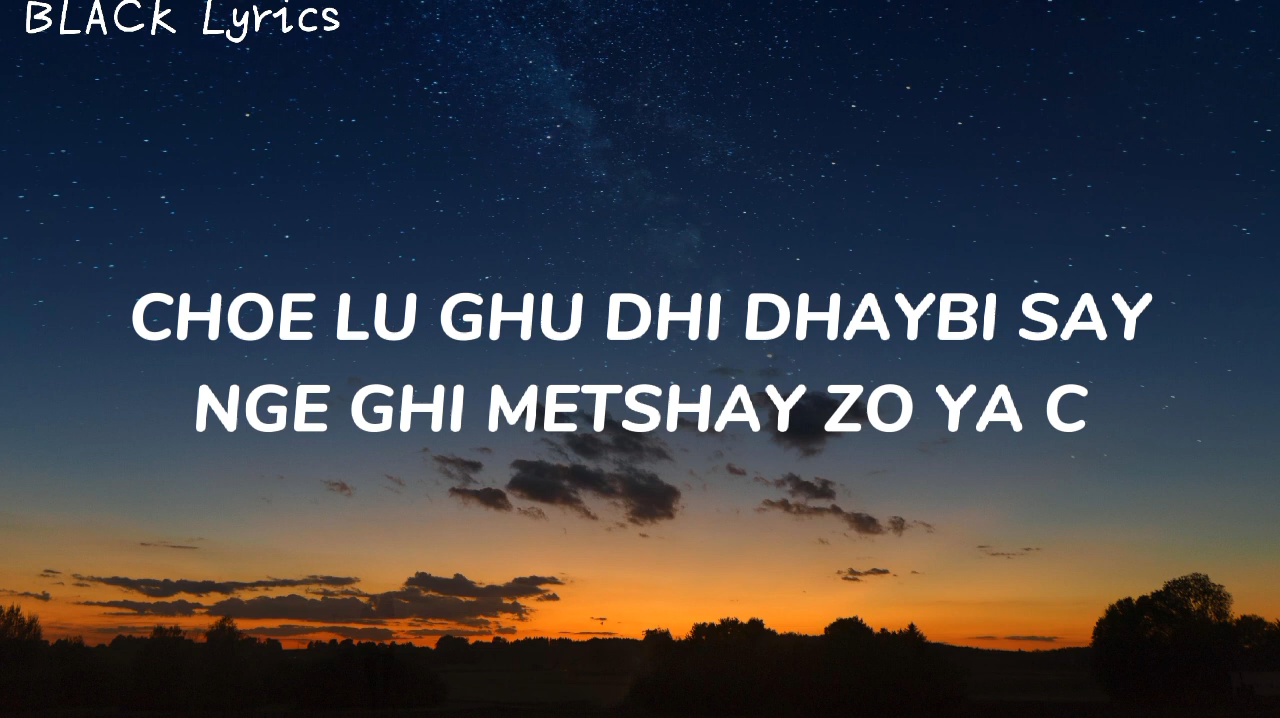 BLACK Lyrics
CHOE LU GHU DHI DHAYBI SAY
NGE GHI METSHAY ZO YA C